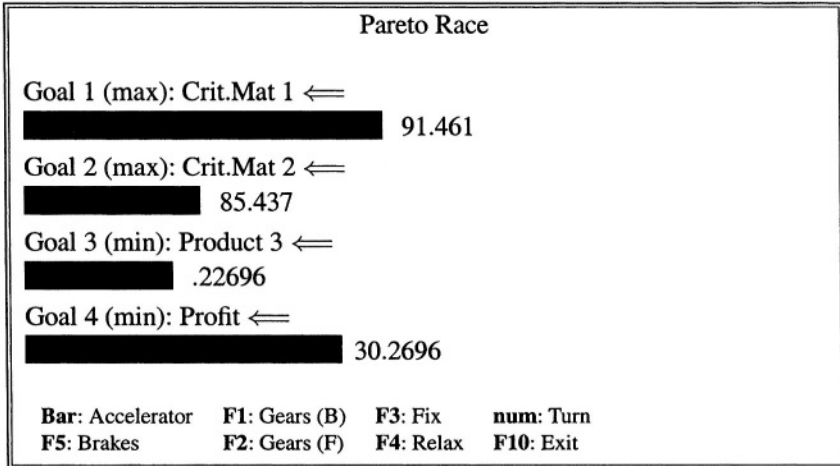 Pareto Race
Goal 1 (max): Crit.Mat 1 ⇐
91.461
Goal 2 (max): Crit.Mat 2 ⇐
85.437
Goal 3 (min): Product 3 ⇐
.22696
Goal 4 (min): Profit ⇐
30.2696
Bar: Accelerator F1: Gears (B) F3: Fix num: Turn
F5: Brakes F2: Gears (F) F4: Relax F10: Exit